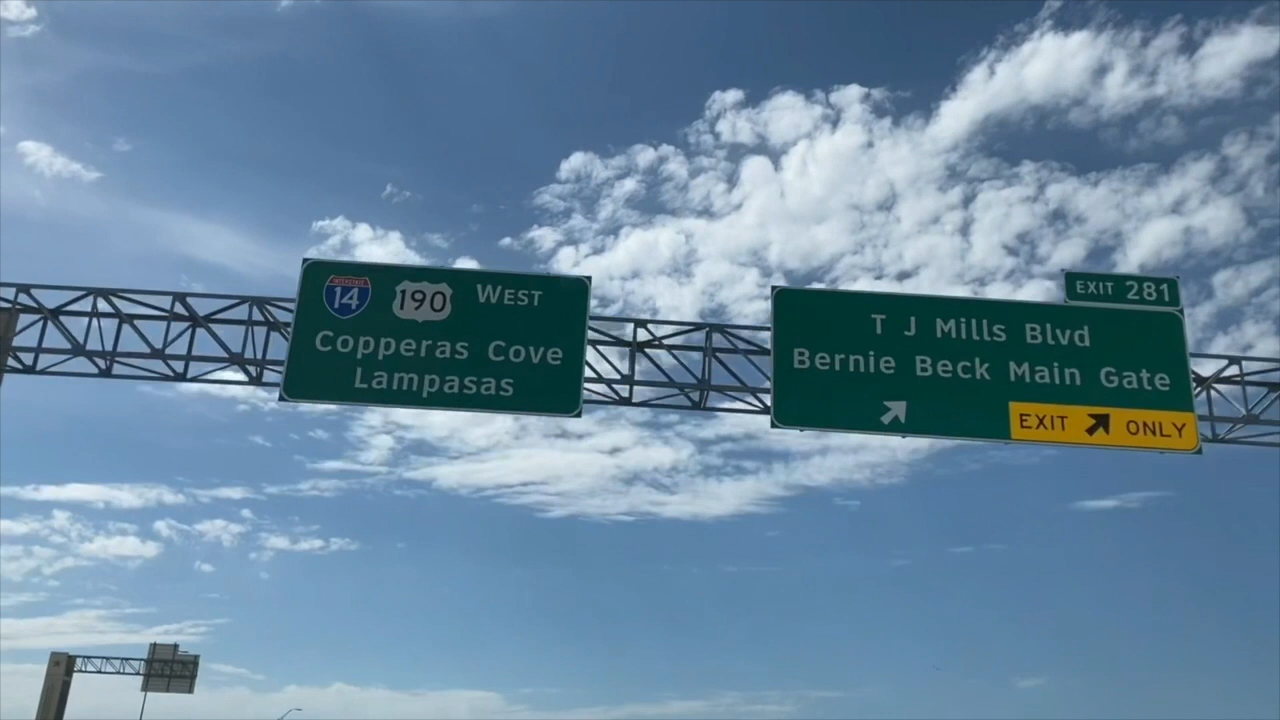 INTERSTATE
14 190 WEST
Copperas Cove
Lampasas
EXIT 281
T J Mills Blvd
Bernie Beck Main Gate
EXIT ONLY